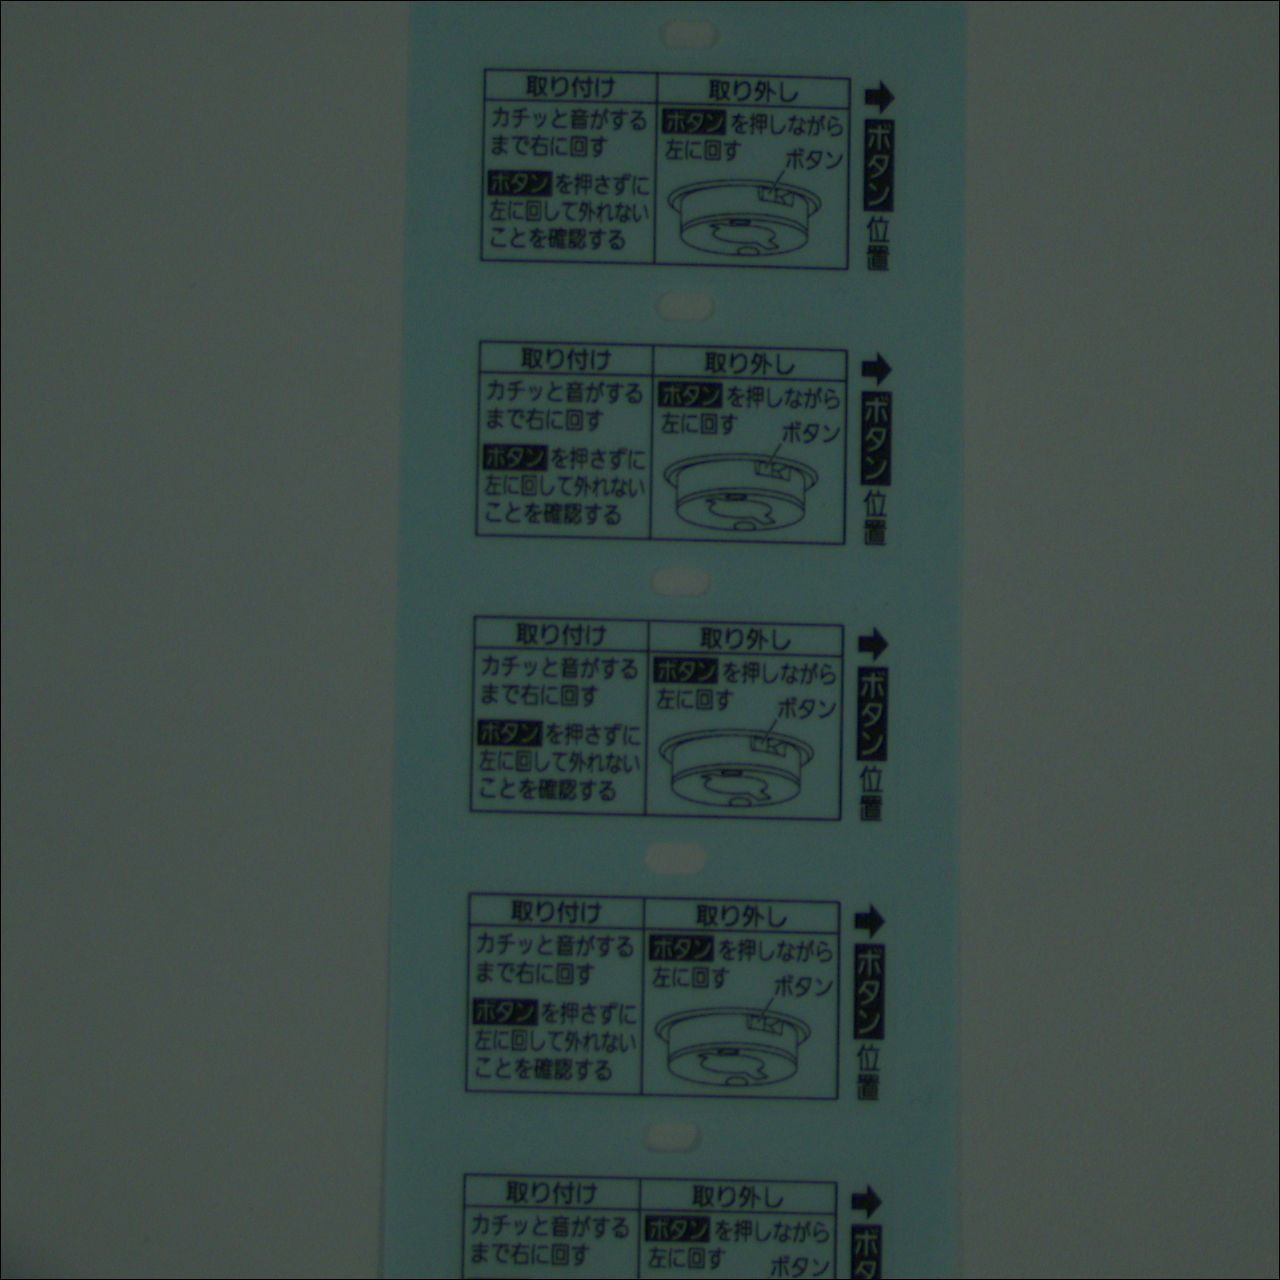 取り付け
カチッと音がする
まで右に回す
ボタン を押さずに
左に回して外れない
ことを確認する
取り外し
ボタン を押しながら
左に回す
ボタン
➡ ボタン 位置
取り付け
カチッと音がする
まで右に回す
ボタン を押さずに
左に回して外れない
ことを確認する
取り外し
ボタン を押しながら
左に回す
ボタン
➡ ボタン 位置
取り付け
カチッと音がする
まで右に回す
ボタン を押さずに
左に回して外れない
ことを確認する
取り外し
ボタン を押しながら
左に回す
ボタン
➡ ボタン 位置
取り付け
カチッと音がする
まで右に回す
ボタン を押さずに
左に回して外れない
ことを確認する
取り外し
ボタン を押しながら
左に回す
ボタン
➡ ボタン 位置
取り付け
カチッと音がする
まで右に回す
取り外し
ボタン を押しながら
左に回す
ボタン
➡ ボタ